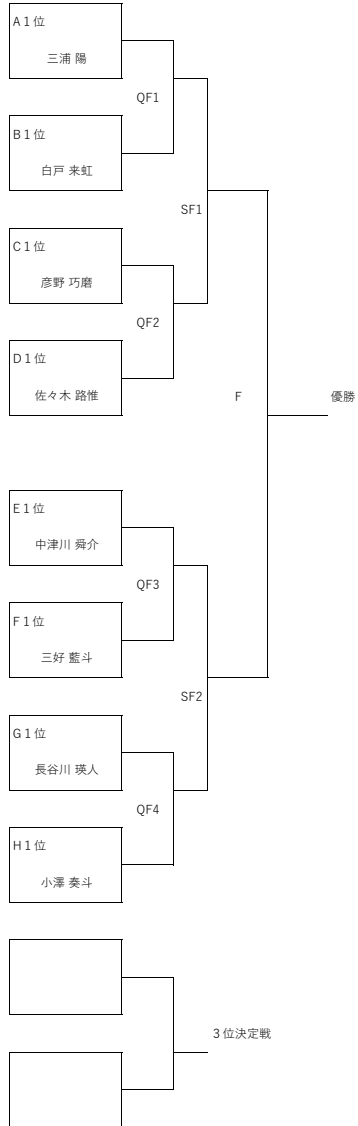 A１位
三浦 陽
QF1
B１位
白戸 来虹
SF1
C１位
彦野 巧磨
QF2
D１位
佐々木 路惟
F
優勝
E１位
中津川 舜介
QF3
F１位
三好 藍斗
SF2
G１位
長谷川 瑛人
QF4
H１位
小澤 奏斗
３位決定戦